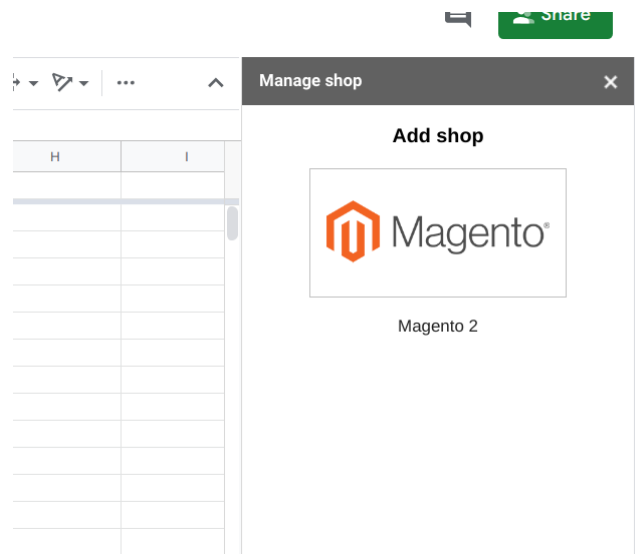 Share
Manage shop
Add shop
H I
Magento®
Magento 2